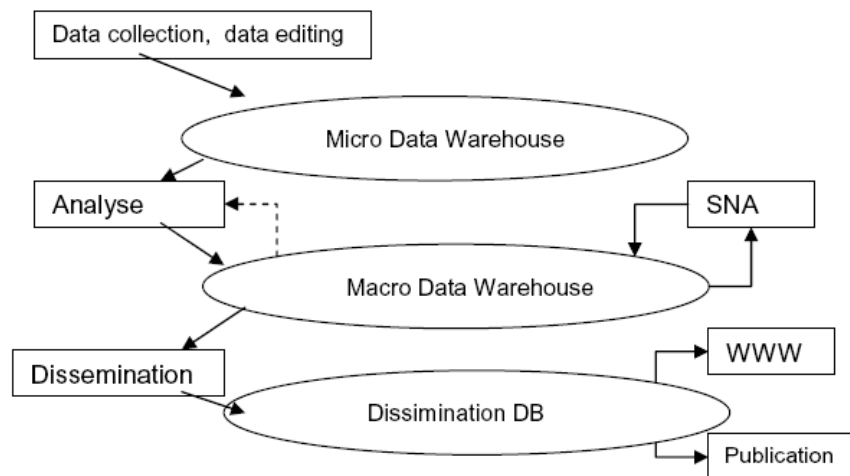 Data collection, data editing
Micro Data Warehouse
Analyse
SNA
Macro Data Warehouse
WWW
Dissemination
Dissimination DB
Publication